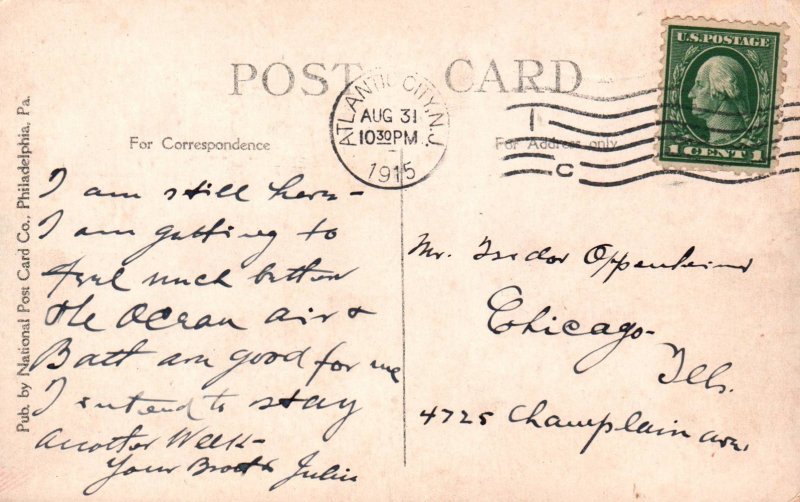 POST CARD
U.S. POSTAGE
1 CENT 1
ATLANTIC CITY, N.J.
AUG 31
10 30 PM
1915
1
C
For Correspondence
For Address only
Pub. by National Post Card Co., Philadelphia, Pa.
I am still here -
I am getting to
feel much better
the Ocean air &
Bath are good for me
I intend to stay
another Week -
Your Broth Julius
Mr. Isidor Oppenheimer
Chicago -
Ills.
4725 Champlain ave.